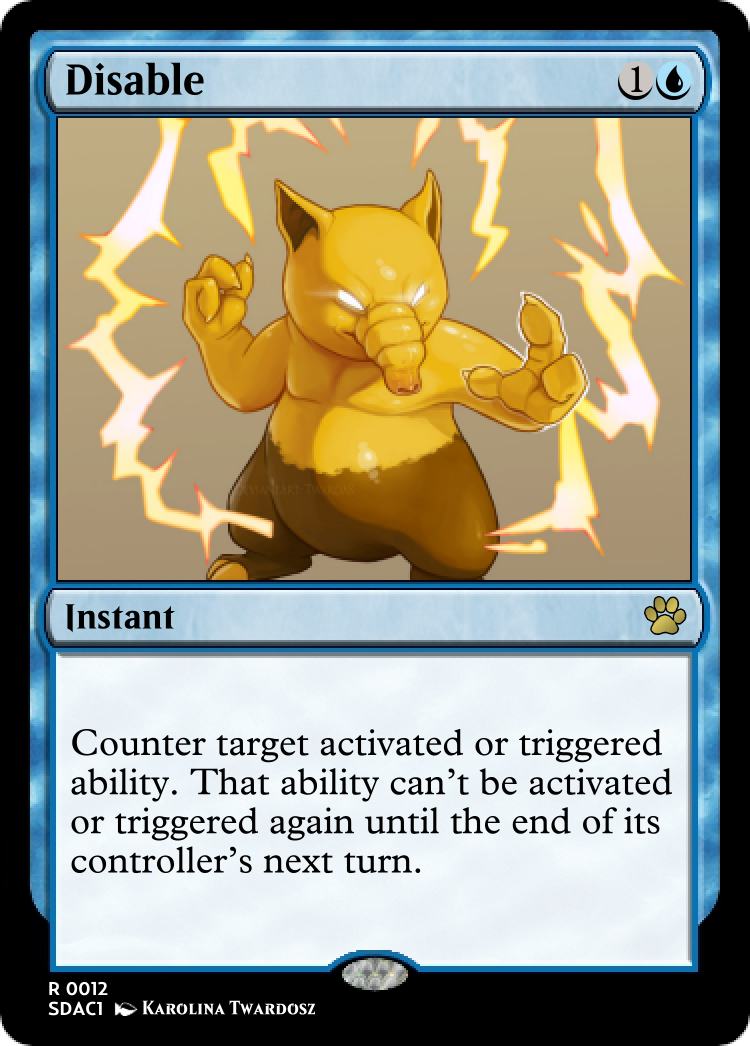 Disable 1
Instant
Counter target activated or triggered
ability. That ability can't be activated
or triggered again until the end of its
controller's next turn.
R 0012
SDAC1 Karolina Twardosz